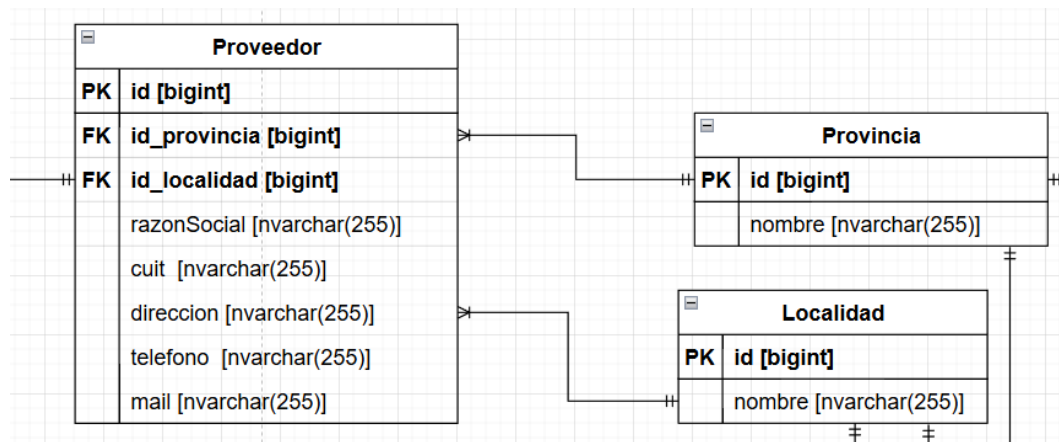 Proveedor
PK id [bigint]
FK id_provincia [bigint]
FK id_localidad [bigint]
razonSocial [nvarchar(255)]
cuit [nvarchar(255)]
direccion [nvarchar(255)]
telefono [nvarchar(255)]
mail [nvarchar(255)]
Provincia
PK id [bigint]
nombre [nvarchar(255)]
Localidad
PK id [bigint]
nombre [nvarchar(255)]